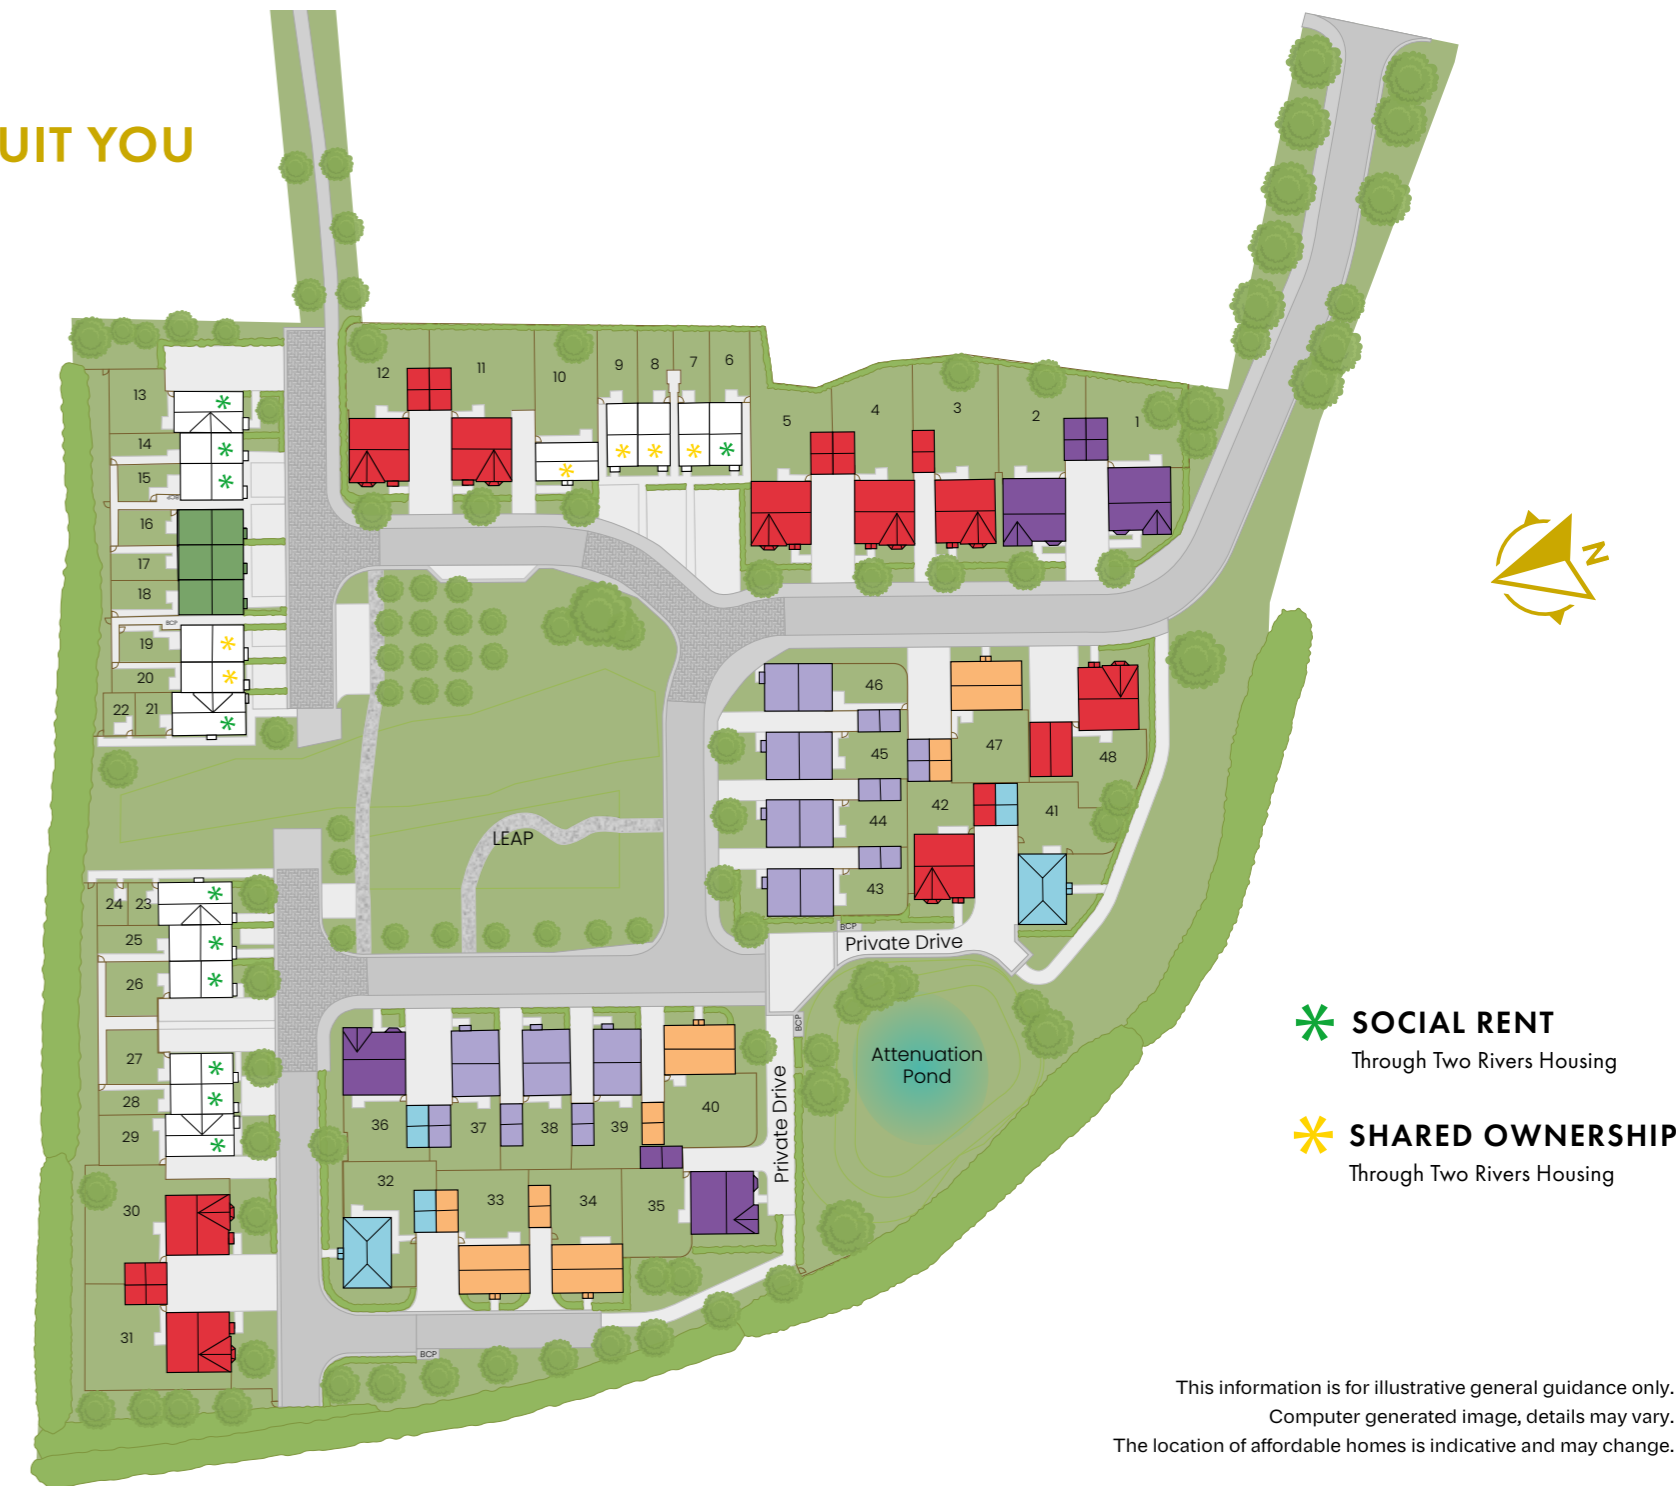 UIT YOU
12
11
10
9
8
7
6
5
4
3
2
1
13
14
15
16
17
18
BCP
19
20
22
21
N
46
45
44
43
47
48
42
41
LEAP
24
23
25
26
27
28
29
30
31
BCP
Private Drive
BCP
Attenuation
Pond
Private Drive
36
37
38
39
40
32
33
34
35
BCP
SOCIAL RENT
Through Two Rivers Housing
SHARED OWNERSHIP
Through Two Rivers Housing
This information is for illustrative general guidance only.
Computer generated image, details may vary.
The location of affordable homes is indicative and may change.